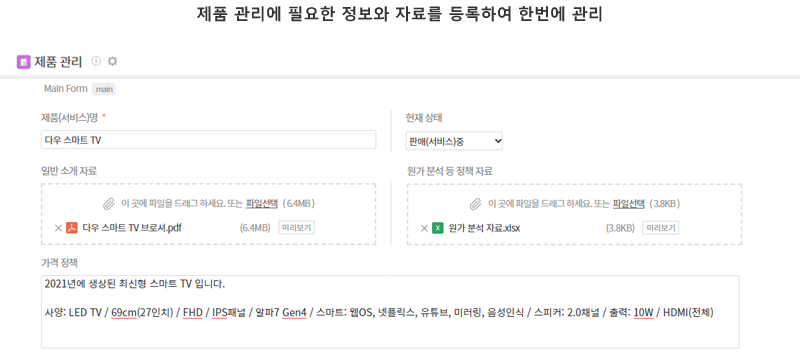 제품 관리에 필요한 정보와 자료를 등록하여 한번에 관리
제품 관리
Main Form main
제품(서비스)명 *
현재 상태
다우 스마트 TV
판매(서비스)중
일반 소개 자료
원가 분석 등 정책 자료
이 곳에 파일을 드래그 하세요. 또는 파일선택 (6.4MB)
이 곳에 파일을 드래그 하세요. 또는 파일선택 (3.8KB)
다우 스마트 TV 브로셔.pdf (6.4MB) 미리보기
원가 분석 자료.xlsx (3.8KB) 미리보기
가격 정책
2021년에 생상된 최신형 스마트 TV 입니다.
사양: LED TV / 69cm(27인치) / FHD / IPS패널 / 알파7 Gen4 / 스마트: 웹OS, 넷플릭스, 유튜브, 미러링, 음성인식 / 스피커: 2.0채널 / 출력: 10W / HDMI(전체)